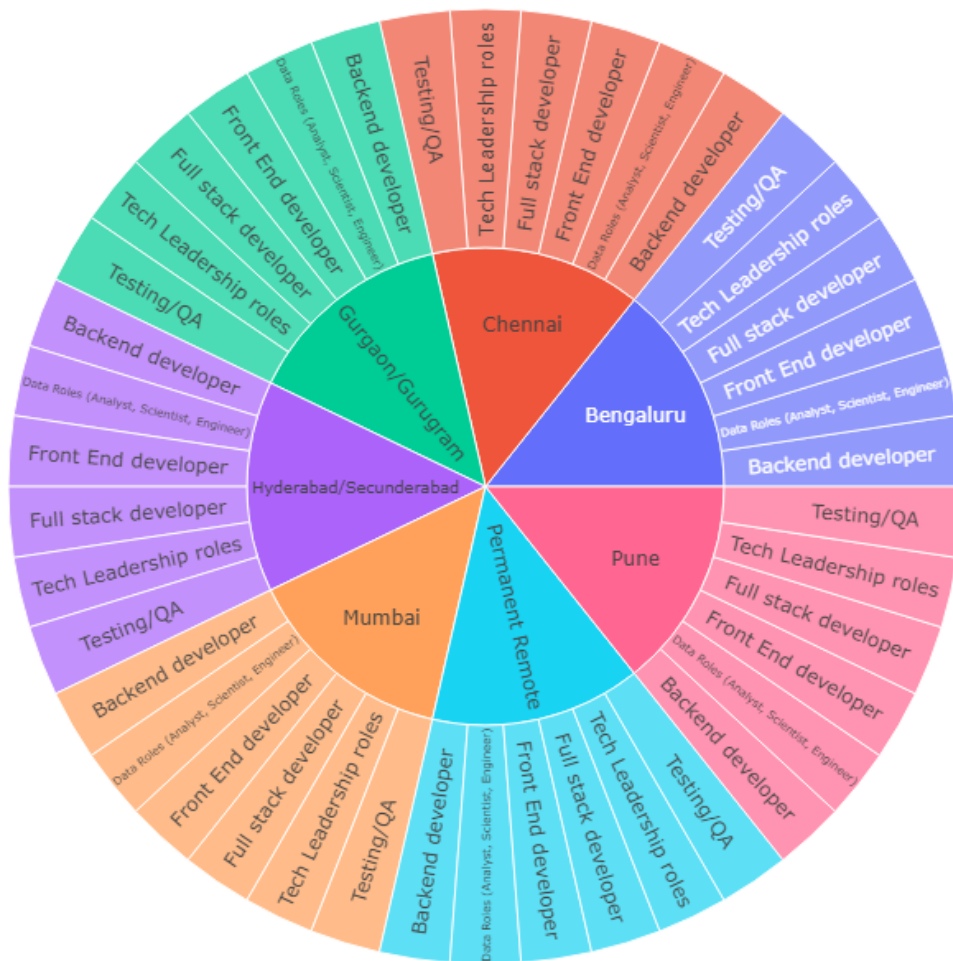 Chennai
Testing/QA
Tech Leadership roles
Full stack developer
Front End developer
Data Roles (Analyst, Scientist, Engineer)
Backend developer
Bengaluru
Testing/QA
Tech Leadership roles
Full stack developer
Front End developer
Data Roles (Analyst, Scientist, Engineer)
Backend developer
Pune
Testing/QA
Tech Leadership roles
Full stack developer
Front End developer
Data Roles (Analyst, Scientist, Engineer)
Backend developer
Permanent Remote
Testing/QA
Tech Leadership roles
Full stack developer
Front End developer
Data Roles (Analyst, Scientist, Engineer)
Backend developer
Mumbai
Testing/QA
Tech Leadership roles
Full stack developer
Front End developer
Data Roles (Analyst, Scientist, Engineer)
Backend developer
Hyderabad/Secunderabad
Testing/QA
Tech Leadership roles
Full stack developer
Front End developer
Data Roles (Analyst, Scientist, Engineer)
Backend developer
Gurgaon/Gurugram
Testing/QA
Tech Leadership roles
Full stack developer
Front End developer
Data Roles (Analyst, Scientist, Engineer)
Backend developer